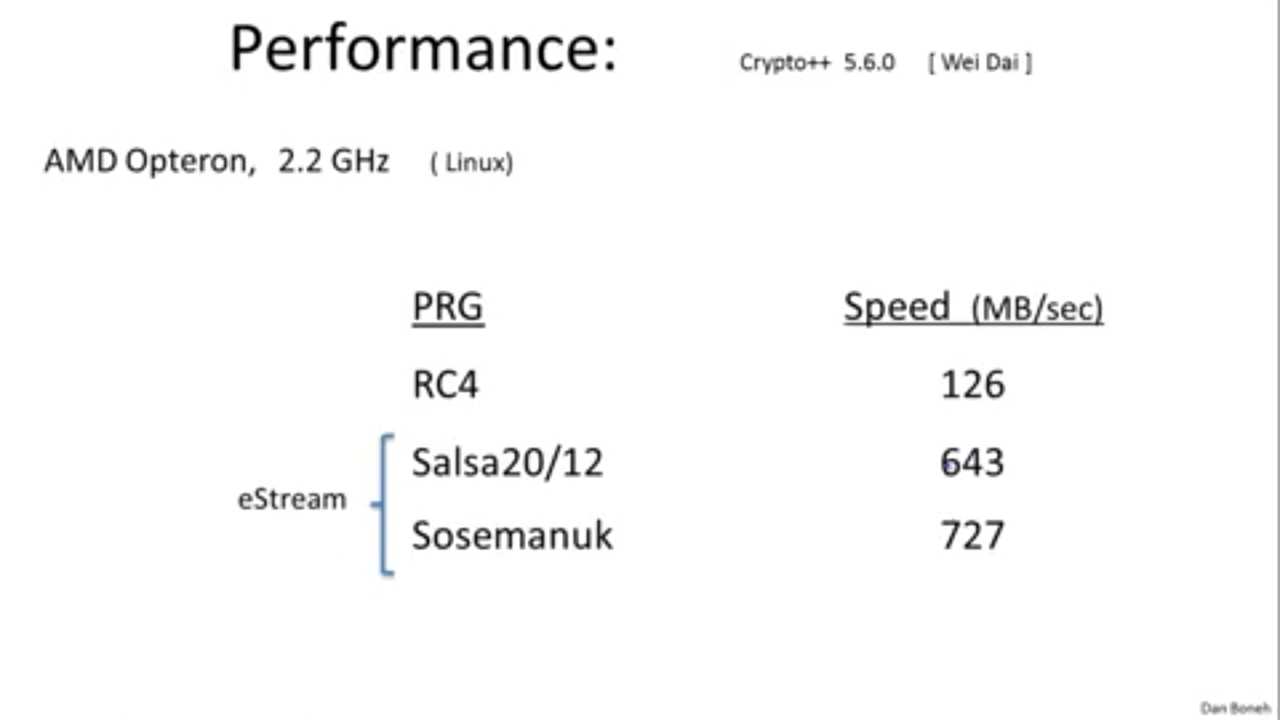 Performance: Crypto++ 5.6.0 [ Wei Dai ]
AMD Opteron, 2.2 GHz ( Linux)
PRG Speed (MB/sec)
RC4 126
Salsa20/12 643
eStream
Sosemanuk 727
Dan Boneh